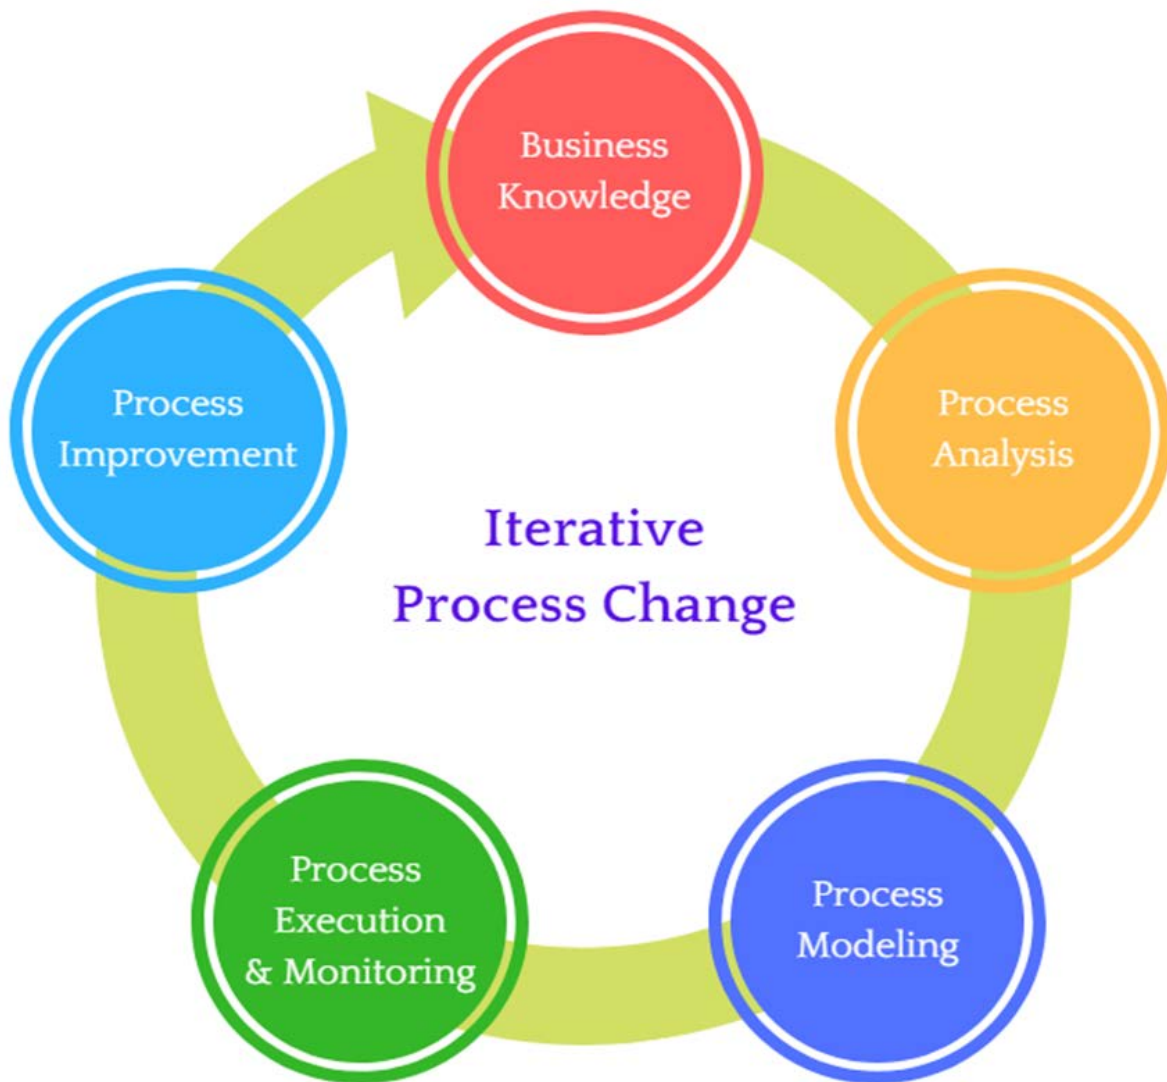 Business
Knowledge
Process
Analysis
Process
Modeling
Process
Execution
& Monitoring
Process
Improvement
Iterative
Process Change